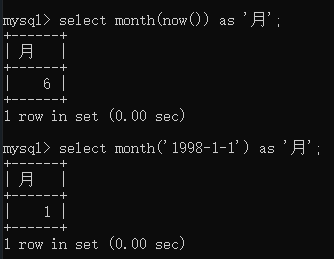 mysql> select month(now()) as '月';
+------+
| 月   |
+------+
|    6 |
+------+
1 row in set (0.00 sec)
mysql> select month('1998-1-1') as '月';
+------+
| 月   |
+------+
|    1 |
+------+
1 row in set (0.00 sec)